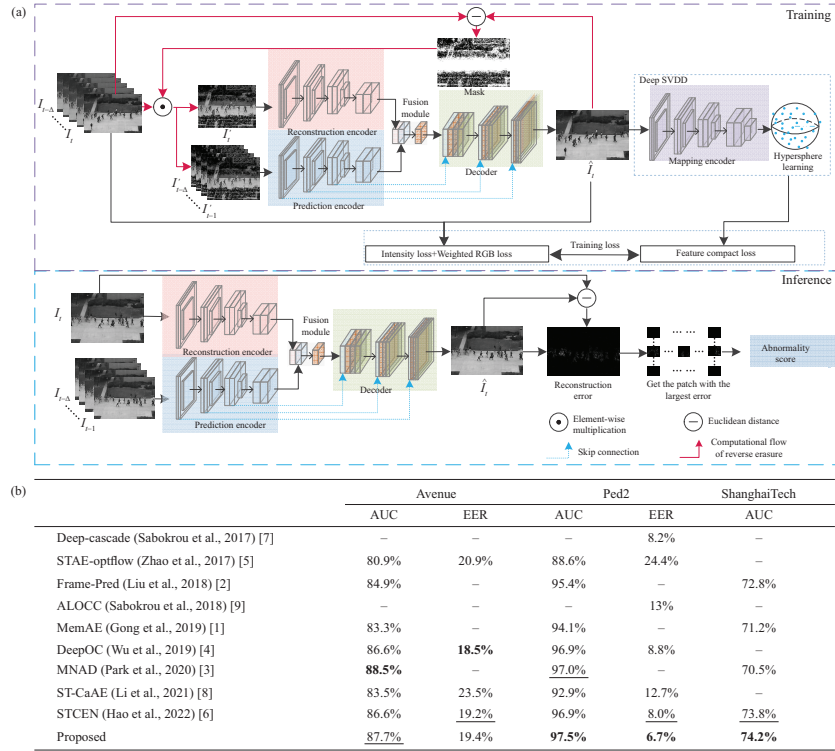 (a)
Training
Mask
Deep SVDD
Fusion
module
I_{t-Δ}
I_t
I'_t
Reconstruction encoder
Decoder
Î_t
Mapping encoder
Hypersphere
learning
I'_{t-Δ}
I'_{t-1}
Prediction encoder
Intensity loss+Weighted RGB loss
Training loss
Feature compact loss
Inference
I_t
Fusion
module
Reconstruction encoder
Abnormality
score
I_{t-Δ}
I_{t-1}
Decoder
Prediction encoder
Î_t
Reconstruction
error
Get the patch with the
largest error
Element-wise
multiplication
Euclidean distance
Skip connection
Computational flow
of reverse erasure
(b)
Avenue Ped2 ShanghaiTech
AUC EER AUC EER AUC
Deep-cascade (Sabokrou et al., 2017) [7] – – – 8.2% –
STAE-optflow (Zhao et al., 2017) [5] 80.9% 20.9% 88.6% 24.4% –
Frame-Pred (Liu et al., 2018) [2] 84.9% – 95.4% – 72.8%
ALOCC (Sabokrou et al., 2018) [9] – – – 13% –
MemAE (Gong et al., 2019) [1] 83.3% – 94.1% – 71.2%
DeepOC (Wu et al., 2019) [4] 86.6% 18.5% 96.9% 8.8% –
MNAD (Park et al., 2020) [3] 88.5% – 97.0% – 70.5%
ST-CaAE (Li et al., 2021) [8] 83.5% 23.5% 92.9% 12.7% –
STCEN (Hao et al., 2022) [6] 86.6% 19.2% 96.9% 8.0% 73.8%
Proposed 87.7% 19.4% 97.5% 6.7% 74.2%